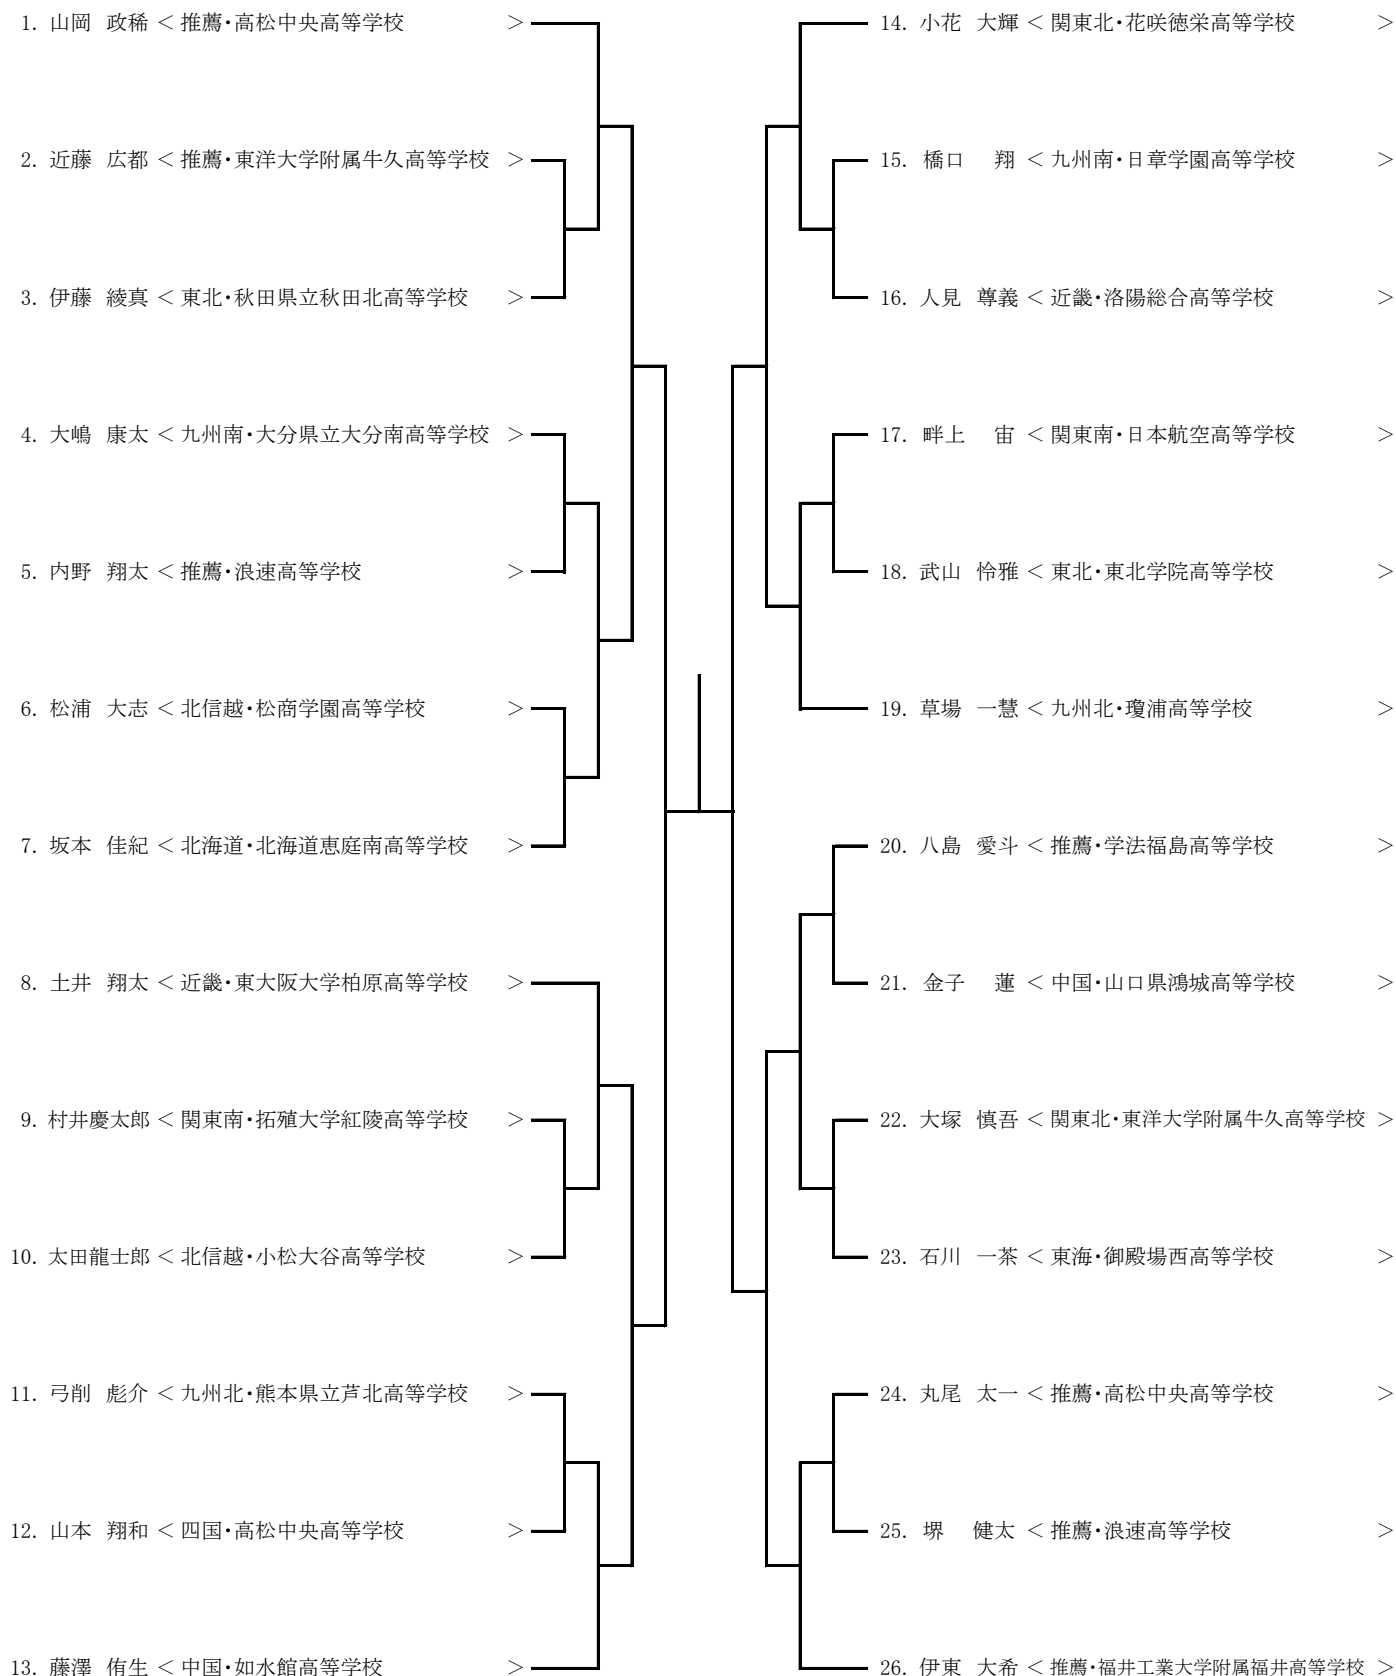 1. 山岡 政稀 < 推薦・高松中央高等学校 >
2. 近藤 広都 < 推薦・東洋大学附属牛久高等学校 >
3. 伊藤 綾真 < 東北・秋田県立秋田北高等学校 >
4. 大嶋 康太 < 九州南・大分県立大分南高等学校 >
5. 内野 翔太 < 推薦・浪速高等学校 >
6. 松浦 大志 < 北信越・松商学園高等学校 >
7. 坂本 佳紀 < 北海道・北海道恵庭南高等学校 >
8. 土井 翔太 < 近畿・東大阪大学柏原高等学校 >
9. 村井慶太郎 < 関東南・拓殖大学紅陵高等学校 >
10. 太田龍士郎 < 北信越・小松大谷高等学校 >
11. 弓削 彪介 < 九州北・熊本県立芦北高等学校 >
12. 山本 翔和 < 四国・高松中央高等学校 >
13. 藤澤 侑生 < 中国・如水館高等学校 >
14. 小花 大輝 < 関東北・花咲徳栄高等学校 >
15. 橋口 翔 < 九州南・日章学園高等学校 >
16. 人見 尊義 < 近畿・洛陽総合高等学校 >
17. 畔上 宙 < 関東南・日本航空高等学校 >
18. 武山 怜雅 < 東北・東北学院高等学校 >
19. 草場 一慧 < 九州北・瓊浦高等学校 >
20. 八島 愛斗 < 推薦・学法福島高等学校 >
21. 金子 蓮 < 中国・山口県鴻城高等学校 >
22. 大塚 慎吾 < 関東北・東洋大学附属牛久高等学校 >
23. 石川 一茶 < 東海・御殿場西高等学校 >
24. 丸尾 太一 < 推薦・高松中央高等学校 >
25. 堺 健太 < 推薦・浪速高等学校 >
26. 伊東 大希 < 推薦・福井工業大学附属福井高等学校 >